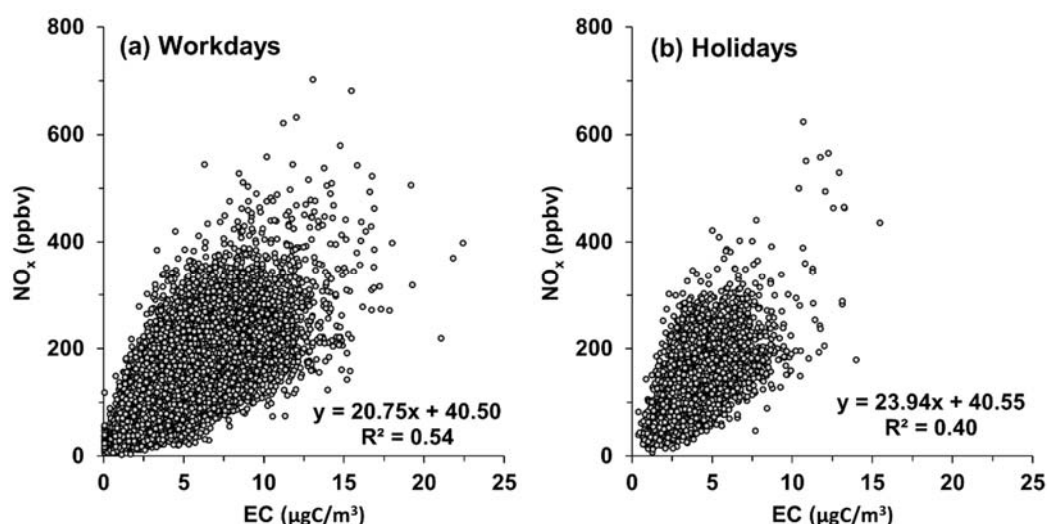 (a) Workdays
800
600
400
200
0
NOₓ (ppbv)
0 5 10 15 20 25
EC (µgC/m³)
y = 20.75x + 40.50
R² = 0.54
(b) Holidays
800
600
400
200
0
NOₓ (ppbv)
0 5 10 15 20 25
EC (µgC/m³)
y = 23.94x + 40.55
R² = 0.40